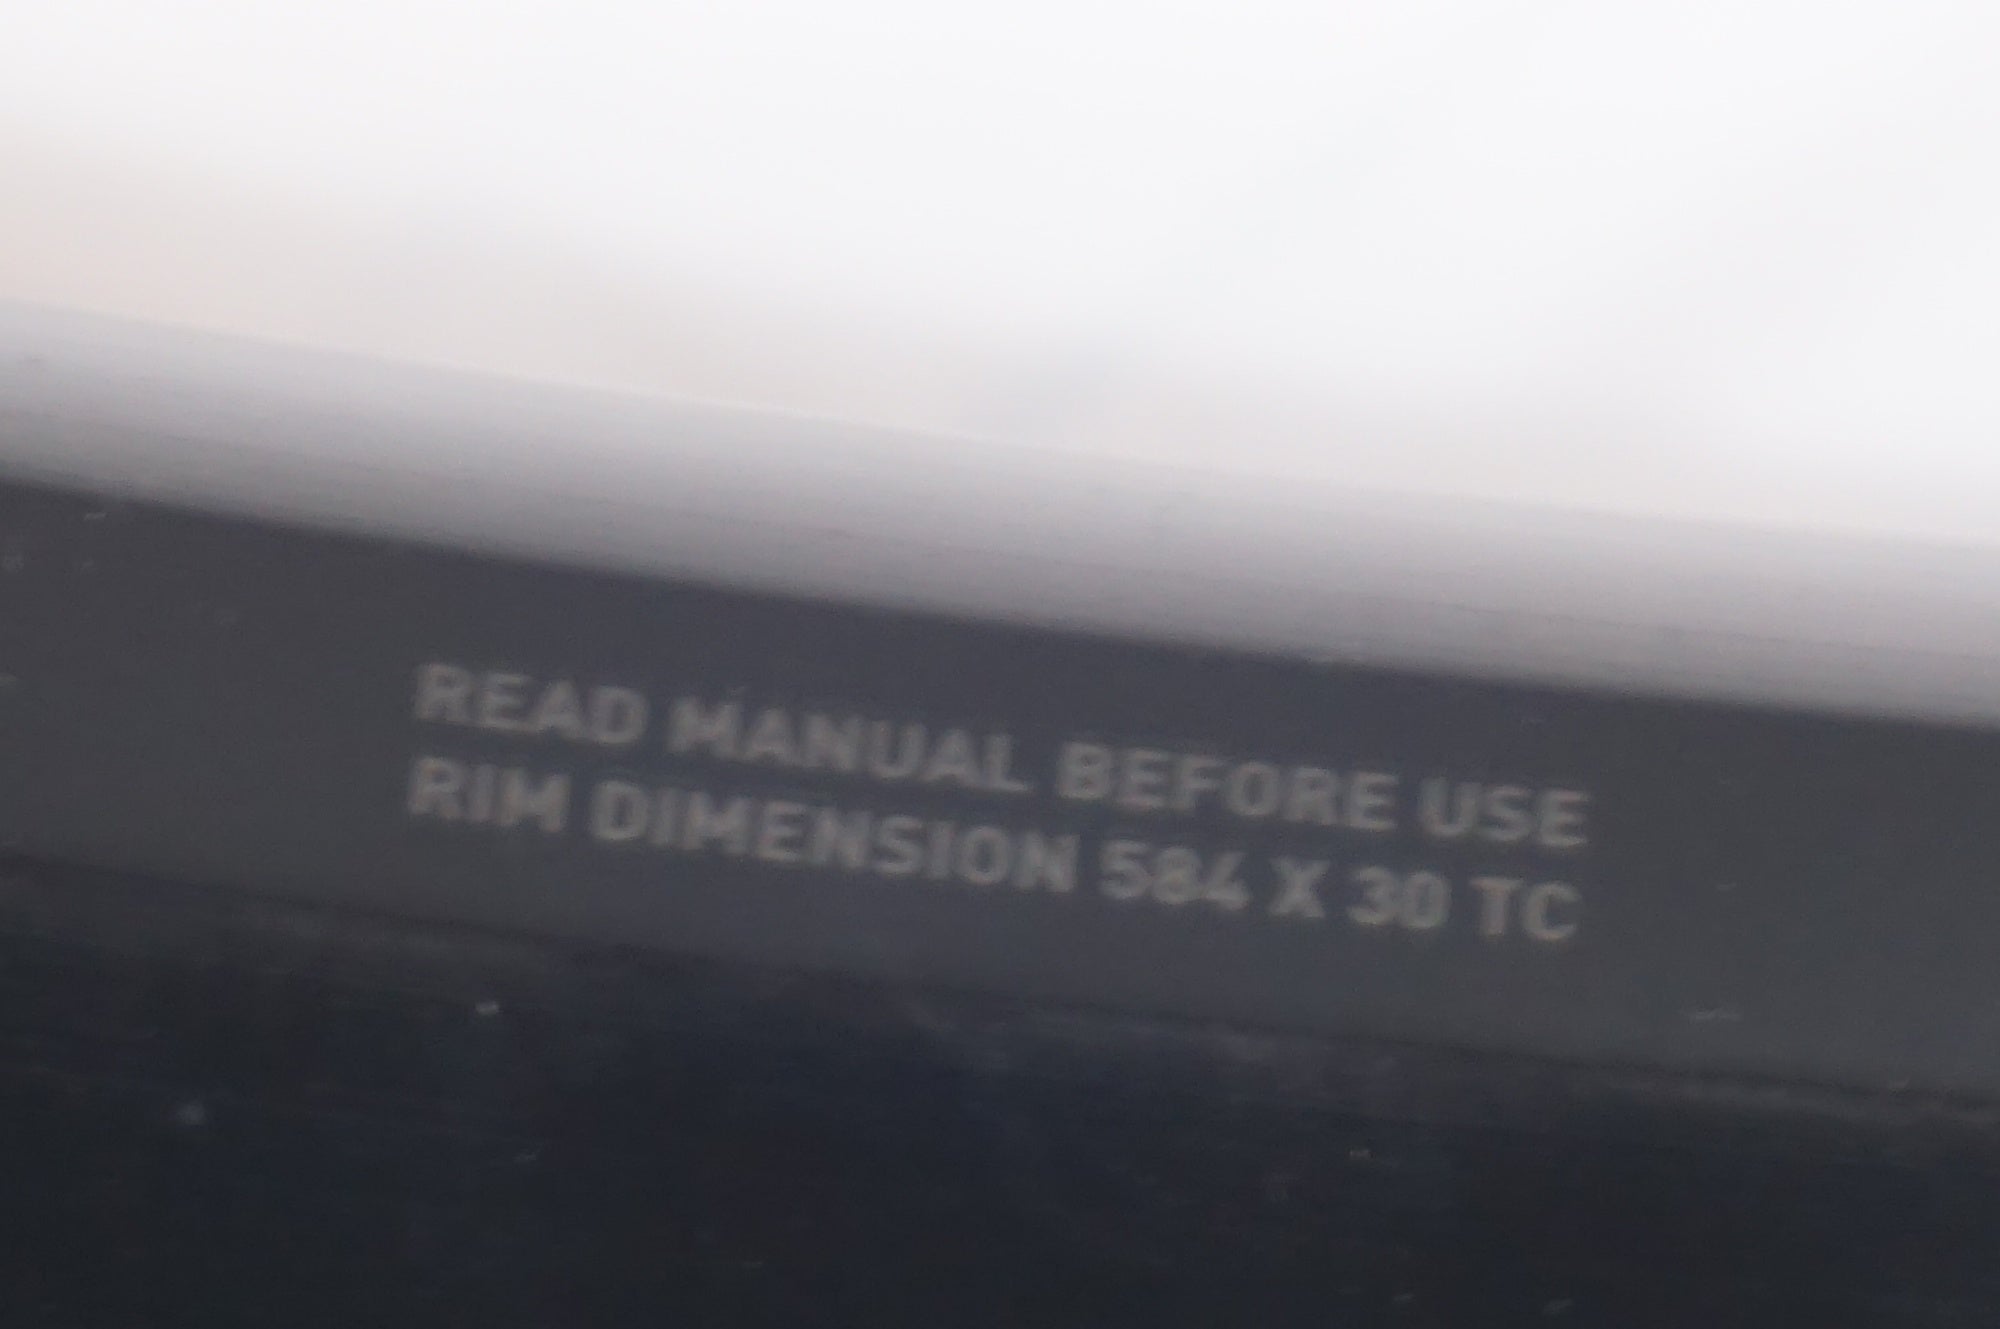 READ MANUAL BEFORE USE
RIM DIMENSION 584 X 30 TC